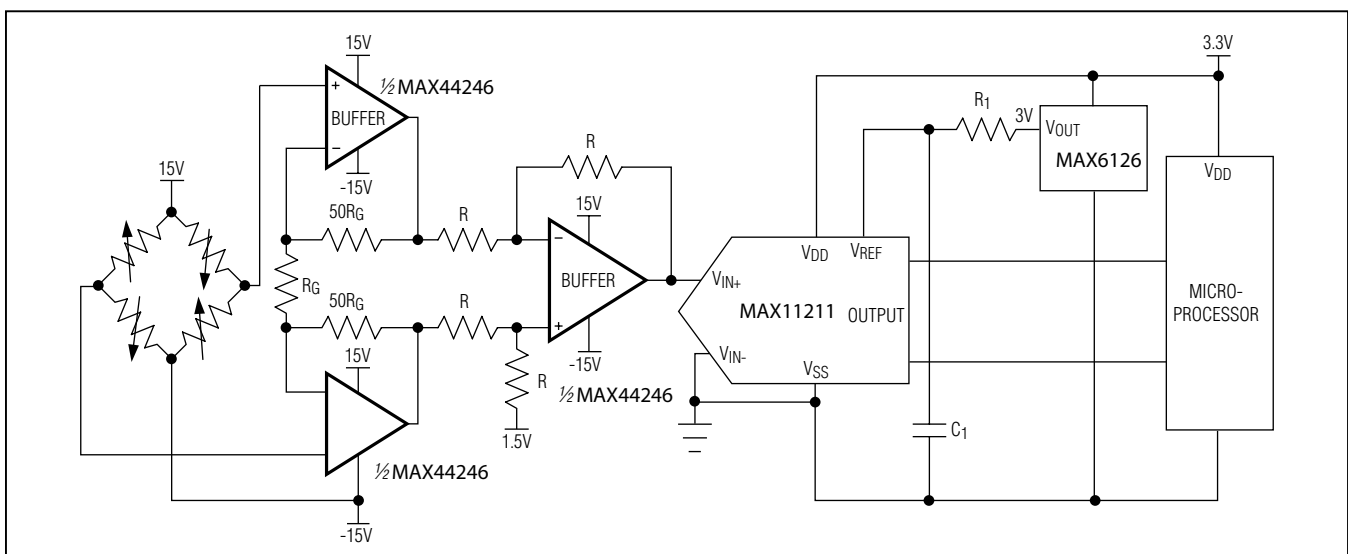 15V
½MAX44246
+
BUFFER
−
-15V
15V
50RG
R
R
15V
−
BUFFER
+
-15V
½MAX44246
RG
50RG
R
R
1.5V
15V
½MAX44246
-15V
VIN+
VDD
VREF
MAX11211
OUTPUT
VIN-
VSS
R1
3V
VOUT
MAX6126
3.3V
VDD
MICRO-
PROCESSOR
C1